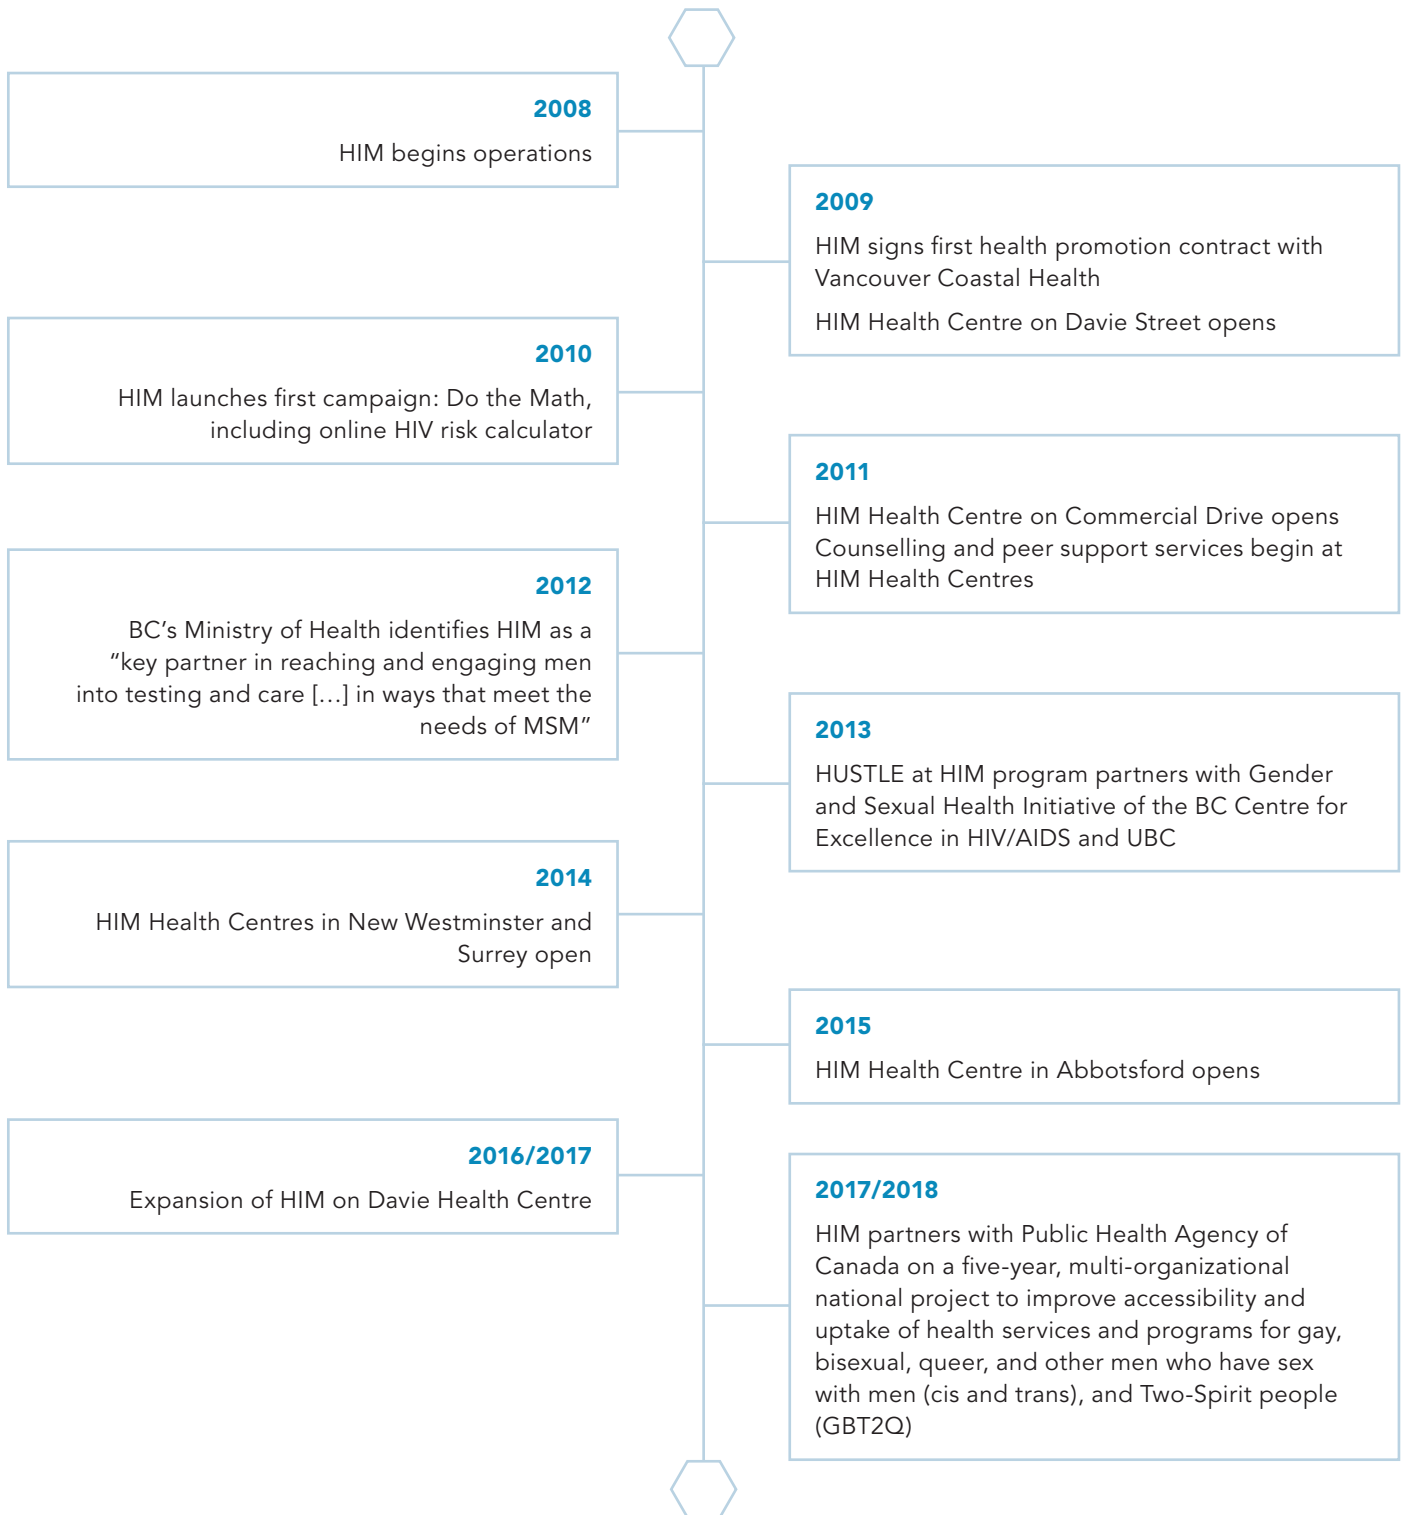 2008
HIM begins operations
2009
HIM signs first health promotion contract with
Vancouver Coastal Health
HIM Health Centre on Davie Street opens
2010
HIM launches first campaign: Do the Math,
including online HIV risk calculator
2011
HIM Health Centre on Commercial Drive opens
Counselling and peer support services begin at
HIM Health Centres
2012
BC’s Ministry of Health identifies HIM as a
“key partner in reaching and engaging men
into testing and care […] in ways that meet the
needs of MSM”
2013
HUSTLE at HIM program partners with Gender
and Sexual Health Initiative of the BC Centre for
Excellence in HIV/AIDS and UBC
2014
HIM Health Centres in New Westminster and
Surrey open
2015
HIM Health Centre in Abbotsford opens
2016/2017
Expansion of HIM on Davie Health Centre
2017/2018
HIM partners with Public Health Agency of
Canada on a five-year, multi-organizational
national project to improve accessibility and
uptake of health services and programs for gay,
bisexual, queer, and other men who have sex
with men (cis and trans), and Two-Spirit people
(GBT2Q)